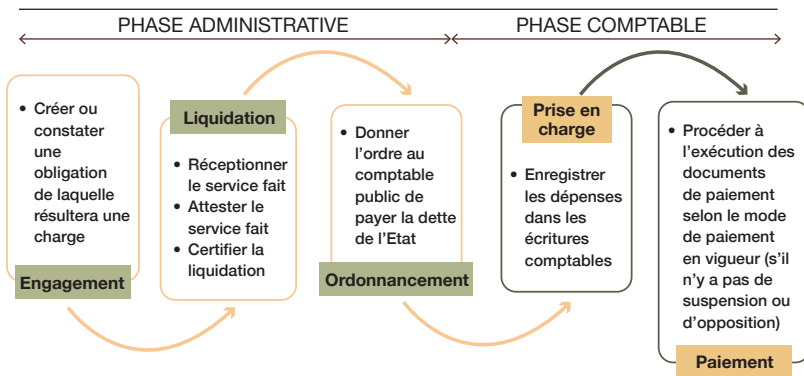 PHASE ADMINISTRATIVE
PHASE COMPTABLE
• Créer ou
constater
une
obligation
de laquelle
résultera une
charge
Engagement
Liquidation
• Réceptionner
le service fait
• Attester le
service fait
• Certifier la
liquidation
• Donner
l'ordre au
comptable
public de
payer la dette
de l'Etat
Ordonnancement
Prise en
charge
• Enregistrer
les dépenses
dans les
écritures
comptables
• Procéder à
l'exécution des
documents
de paiement
selon le mode
de paiement
en vigueur (s'il
n'y a pas de
suspension ou
d'opposition)
Paiement